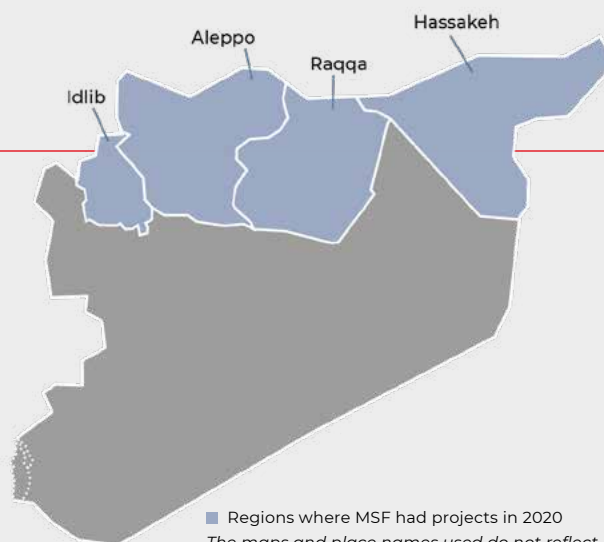 Hassakeh
Aleppo
Raqqa
Idlib
Regions where MSF had projects in 2020
The maps and place names used do not reflect